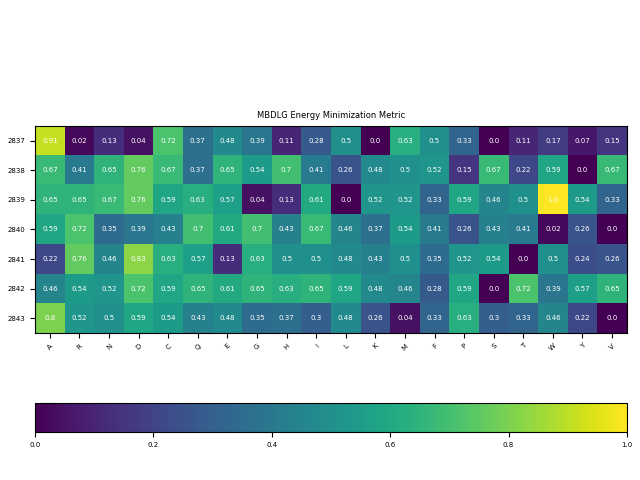 MBDLG Energy Minimization Metric
2837 0.91 0.02 0.13 0.04 0.72 0.37 0.48 0.39 0.11 0.28 0.5 0.0 0.63 0.5 0.33 0.0 0.11 0.17 0.07 0.15
2838 0.67 0.41 0.65 0.76 0.67 0.37 0.65 0.54 0.7 0.41 0.26 0.48 0.5 0.52 0.15 0.67 0.22 0.59 0.0 0.67
2839 0.65 0.65 0.67 0.76 0.59 0.63 0.57 0.04 0.13 0.61 0.0 0.52 0.52 0.33 0.59 0.46 0.5 1.0 0.54 0.33
2840 0.59 0.72 0.35 0.39 0.43 0.7 0.61 0.7 0.43 0.67 0.46 0.37 0.54 0.41 0.26 0.43 0.41 0.02 0.26 0.0
2841 0.22 0.76 0.46 0.83 0.63 0.57 0.13 0.63 0.5 0.5 0.48 0.43 0.5 0.35 0.52 0.54 0.0 0.5 0.24 0.26
2842 0.46 0.54 0.52 0.72 0.59 0.65 0.61 0.65 0.63 0.65 0.59 0.48 0.46 0.28 0.59 0.0 0.72 0.39 0.57 0.65
2843 0.8 0.52 0.5 0.59 0.54 0.43 0.48 0.35 0.37 0.3 0.48 0.26 0.04 0.33 0.63 0.3 0.33 0.46 0.22 0.0
A R N D C Q E G H I L K M F P S T W Y V
0.0 0.2 0.4 0.6 0.8 1.0